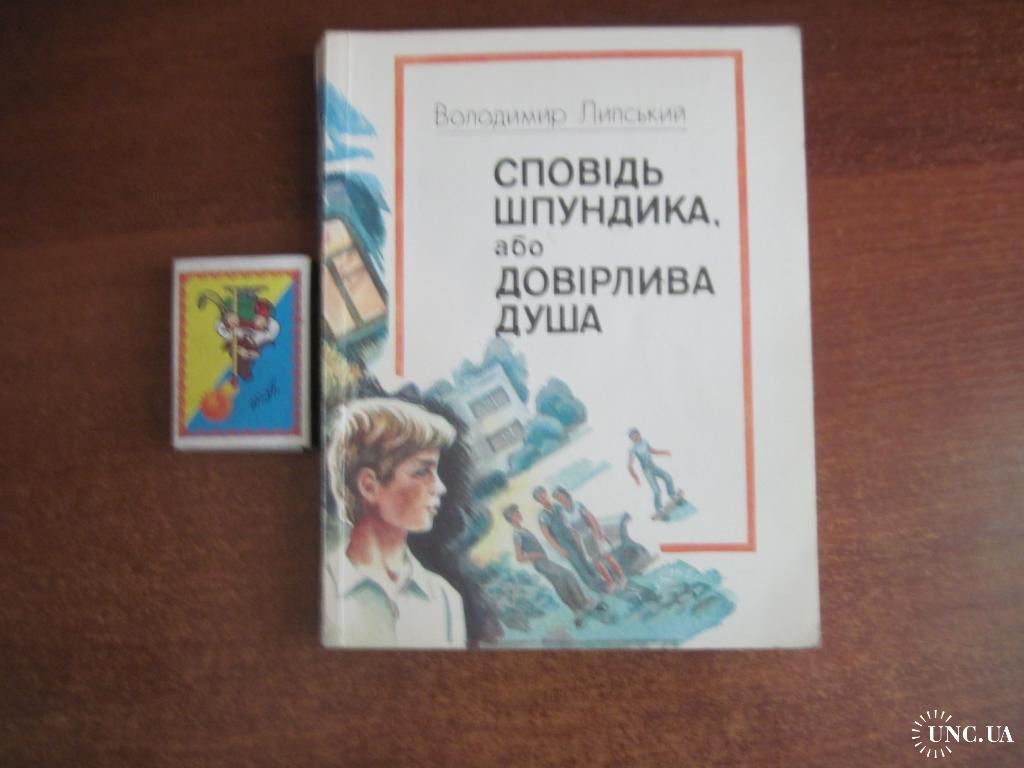 Володимир Липський
СПОВІДЬ
ШПУНДИКА,
або
ДОВІРЛИВА
ДУША
UNC.UA